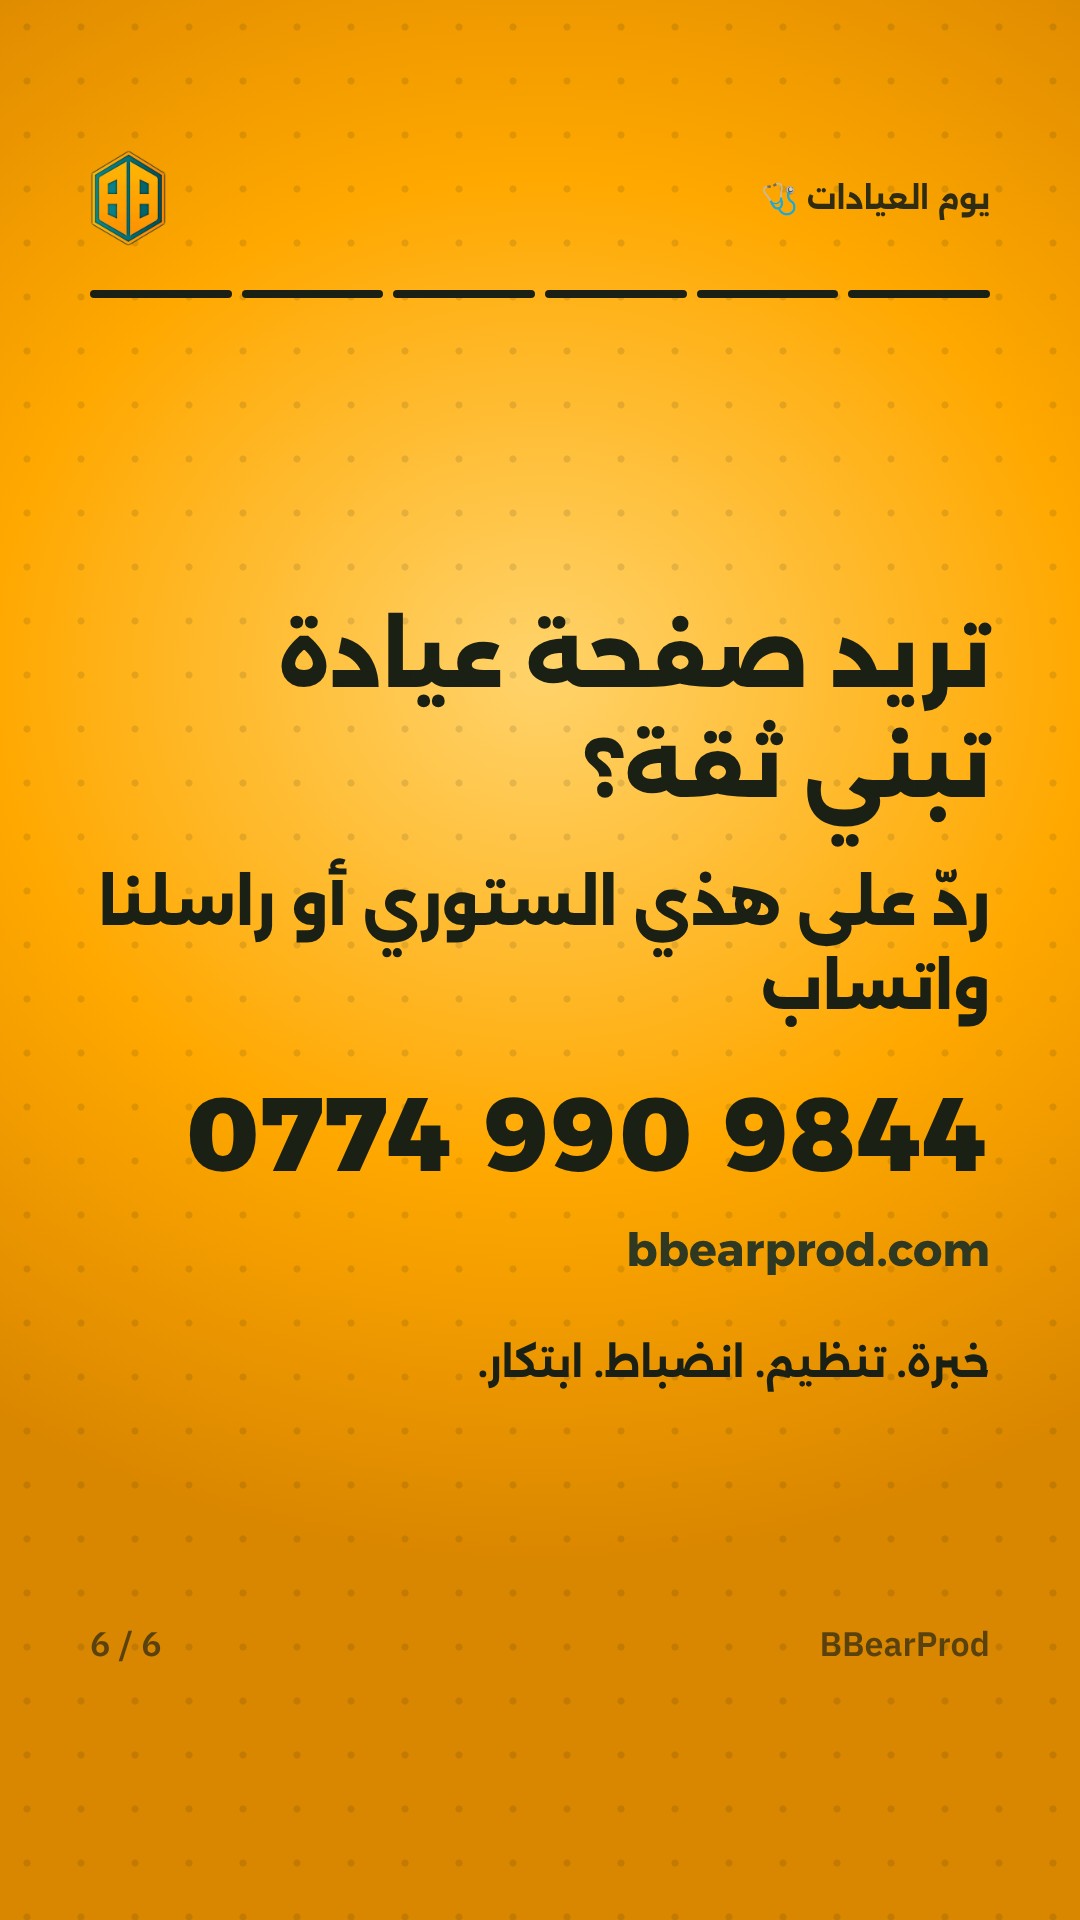 يوم العيادات 🩺
تريد صفحة عيادة
تبني ثقة؟
ردّ على هذي الستوري أو راسلنا
واتساب
0774 990 9844
bbearprod.com
خبرة. تنظيم. انضباط. ابتكار.
BBearProd
6 / 6